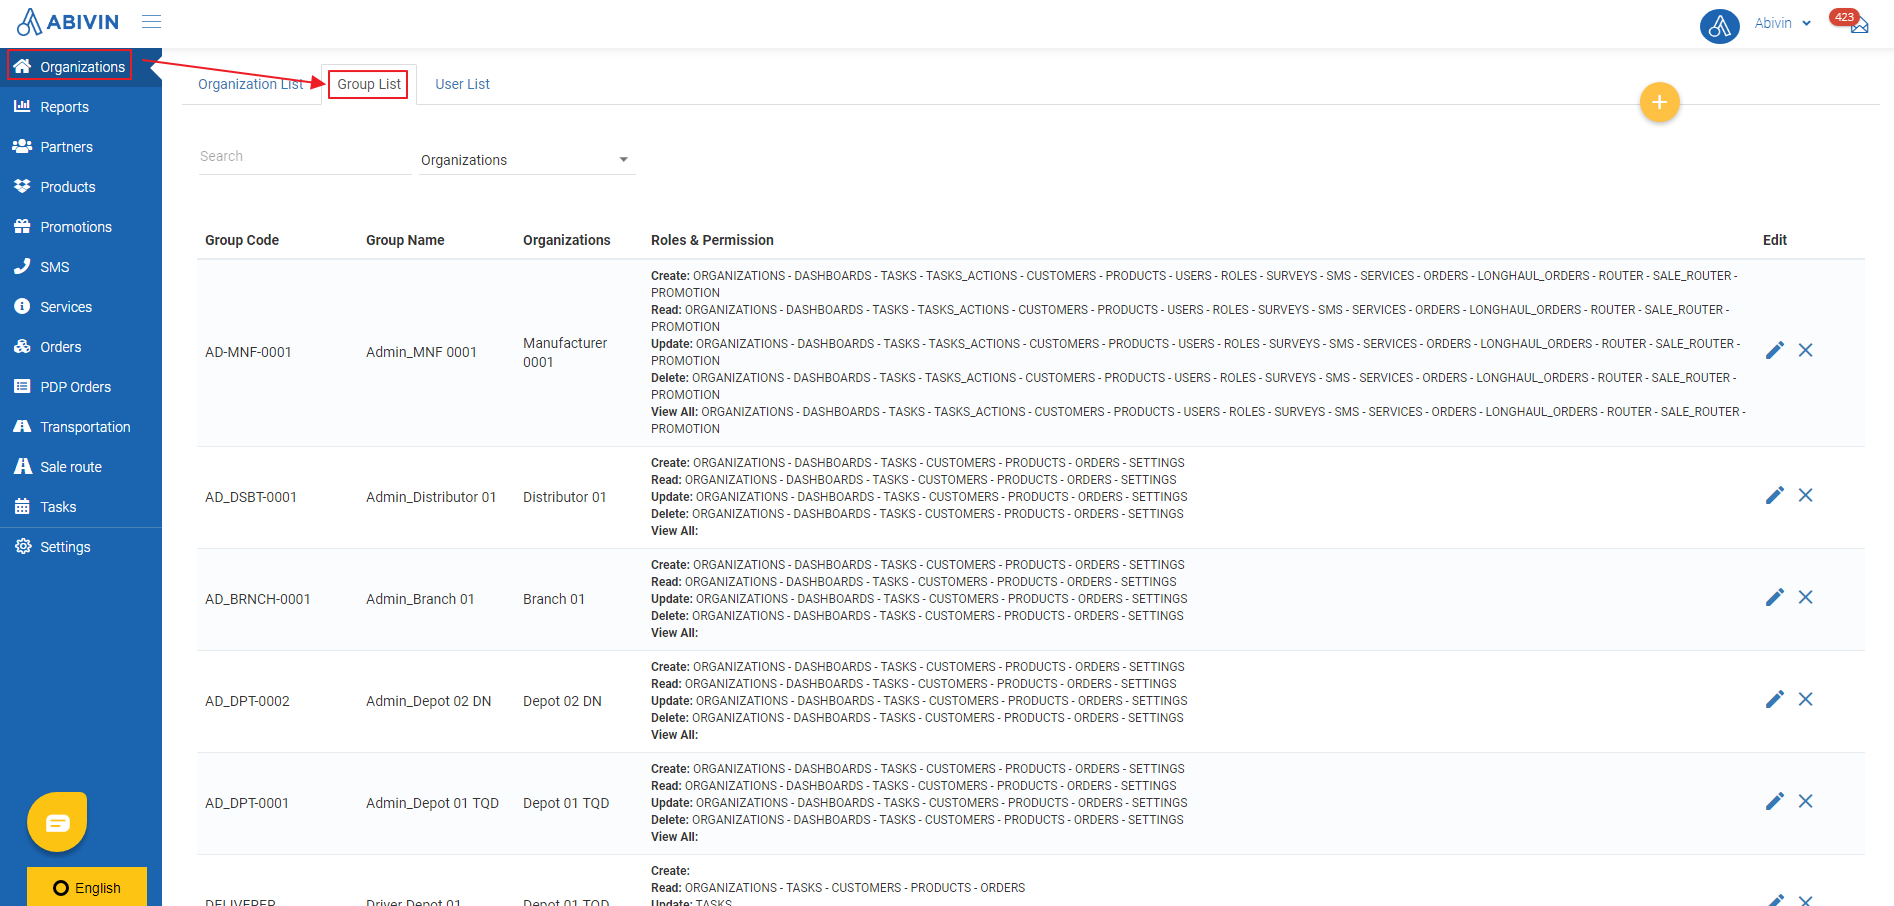 ABIVIN
Abivin
423
Organizations
Reports
Partners
Products
Promotions
SMS
Services
Orders
PDP Orders
Transportation
Sale route
Tasks
Settings
English
Organization List
Group List
User List
+
Search
Organizations
Group Code
Group Name
Organizations
Roles & Permission
Edit
AD-MNF-0001
Admin_MNF 0001
Manufacturer
0001
Create: ORGANIZATIONS - DASHBOARDS - TASKS - TASKS_ACTIONS - CUSTOMERS - PRODUCTS - USERS - ROLES - SURVEYS - SMS - SERVICES - ORDERS - LONGHAUL_ORDERS - ROUTER - SALE_ROUTER -
PROMOTION
Read: ORGANIZATIONS - DASHBOARDS - TASKS - TASKS_ACTIONS - CUSTOMERS - PRODUCTS - USERS - ROLES - SURVEYS - SMS - SERVICES - ORDERS - LONGHAUL_ORDERS - ROUTER - SALE_ROUTER -
PROMOTION
Update: ORGANIZATIONS - DASHBOARDS - TASKS - TASKS_ACTIONS - CUSTOMERS - PRODUCTS - USERS - ROLES - SURVEYS - SMS - SERVICES - ORDERS - LONGHAUL_ORDERS - ROUTER - SALE_ROUTER -
PROMOTION
Delete: ORGANIZATIONS - DASHBOARDS - TASKS - TASKS_ACTIONS - CUSTOMERS - PRODUCTS - USERS - ROLES - SURVEYS - SMS - SERVICES - ORDERS - LONGHAUL_ORDERS - ROUTER - SALE_ROUTER -
PROMOTION
View All: ORGANIZATIONS - DASHBOARDS - TASKS - TASKS_ACTIONS - CUSTOMERS - PRODUCTS - USERS - ROLES - SURVEYS - SMS - SERVICES - ORDERS - LONGHAUL_ORDERS - ROUTER - SALE_ROUTER -
PROMOTION
AD_DSBT-0001
Admin_Distributor 01
Distributor 01
Create: ORGANIZATIONS - DASHBOARDS - TASKS - CUSTOMERS - PRODUCTS - ORDERS - SETTINGS
Read: ORGANIZATIONS - DASHBOARDS - TASKS - CUSTOMERS - PRODUCTS - ORDERS - SETTINGS
Update: ORGANIZATIONS - DASHBOARDS - TASKS - CUSTOMERS - PRODUCTS - ORDERS - SETTINGS
Delete: ORGANIZATIONS - DASHBOARDS - TASKS - CUSTOMERS - PRODUCTS - ORDERS - SETTINGS
View All:
AD_BRNCH-0001
Admin_Branch 01
Branch 01
Create: ORGANIZATIONS - DASHBOARDS - TASKS - CUSTOMERS - PRODUCTS - ORDERS - SETTINGS
Read: ORGANIZATIONS - DASHBOARDS - TASKS - CUSTOMERS - PRODUCTS - ORDERS - SETTINGS
Update: ORGANIZATIONS - DASHBOARDS - TASKS - CUSTOMERS - PRODUCTS - ORDERS - SETTINGS
Delete: ORGANIZATIONS - DASHBOARDS - TASKS - CUSTOMERS - PRODUCTS - ORDERS - SETTINGS
View All:
AD_DPT-0002
Admin_Depot 02 DN
Depot 02 DN
Create: ORGANIZATIONS - DASHBOARDS - TASKS - CUSTOMERS - PRODUCTS - ORDERS - SETTINGS
Read: ORGANIZATIONS - DASHBOARDS - TASKS - CUSTOMERS - PRODUCTS - ORDERS - SETTINGS
Update: ORGANIZATIONS - DASHBOARDS - TASKS - CUSTOMERS - PRODUCTS - ORDERS - SETTINGS
Delete: ORGANIZATIONS - DASHBOARDS - TASKS - CUSTOMERS - PRODUCTS - ORDERS - SETTINGS
View All:
AD_DPT-0001
Admin_Depot 01 TQD
Depot 01 TQD
Create: ORGANIZATIONS - DASHBOARDS - TASKS - CUSTOMERS - PRODUCTS - ORDERS - SETTINGS
Read: ORGANIZATIONS - DASHBOARDS - TASKS - CUSTOMERS - PRODUCTS - ORDERS - SETTINGS
Update: ORGANIZATIONS - DASHBOARDS - TASKS - CUSTOMERS - PRODUCTS - ORDERS - SETTINGS
Delete: ORGANIZATIONS - DASHBOARDS - TASKS - CUSTOMERS - PRODUCTS - ORDERS - SETTINGS
View All:
DELIVERER
Driver Depot 01
Depot 01 TQD
Create:
Read: ORGANIZATIONS - TASKS - CUSTOMERS - PRODUCTS - ORDERS
Update: TASKS